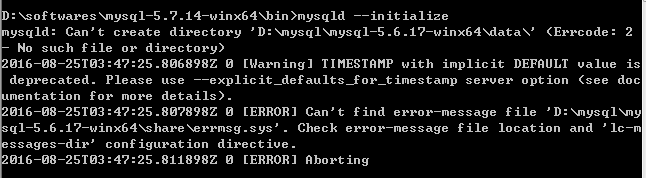 D:\softwares\mysql-5.7.14-winx64\bin>mysqld --initialize
mysqld: Can't create directory 'D:\mysql\mysql-5.6.17-winx64\data\' (Errcode: 2
- No such file or directory)
2016-08-25T03:47:25.806898Z 0 [Warning] TIMESTAMP with implicit DEFAULT value is
 deprecated. Please use --explicit_defaults_for_timestamp server option (see doc
umentation for more details).
2016-08-25T03:47:25.807898Z 0 [ERROR] Can't find error-message file 'D:\mysql\my
sql-5.6.17-winx64\share\errmsg.sys'. Check error-message file location and 'lc-m
essages-dir' configuration directive.
2016-08-25T03:47:25.811898Z 0 [ERROR] Aborting